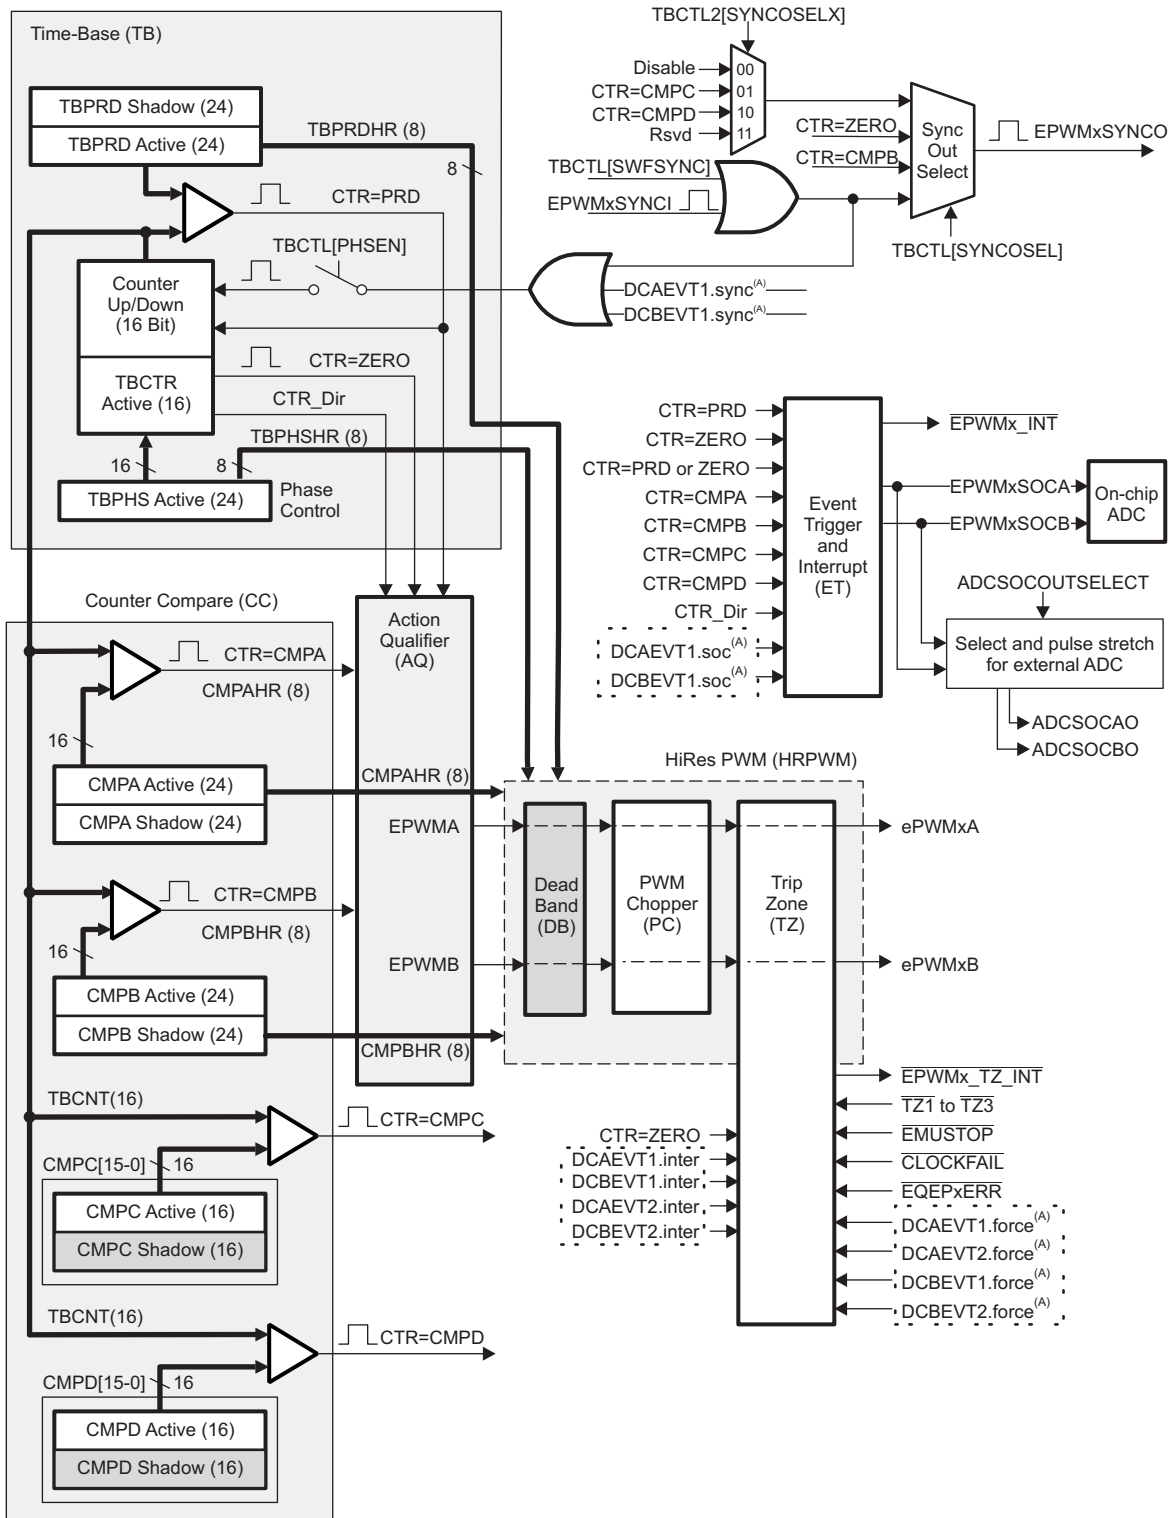 TBCTL2[SYNCOSELX]
Time-Base (TB)
Disable
00
CTR=CMPC
01
CTR=CMPD
10
Rsvd
11
TBPRD Shadow (24)
TBPRD Active (24)
TBPRDHR (8)
8
CTR=ZERO
CTR=CMPB
Sync
Out
Select
EPWMxSYNCO
TBCTL[SWFSYNC]
EPWMxSYNCI
TBCTL[SYNCOSEL]
CTR=PRD
TBCTL[PHSEN]
Counter
Up/Down
(16 Bit)
DCAEVT1.sync(A)
DCBEVT1.sync(A)
CTR=ZERO
TBCTR
Active (16)
CTR_Dir
TBPHSHR (8)
16
8
TBPHS Active (24)
Phase
Control
CTR=PRD
CTR=ZERO
CTR=PRD or ZERO
CTR=CMPA
CTR=CMPB
CTR=CMPC
CTR=CMPD
CTR_Dir
DCAEVT1.soc(A)
DCBEVT1.soc(A)
Event
Trigger
and
Interrupt
(ET)
EPWMx_INT
EPWMxSOCA
EPWMxSOCB
On-chip
ADC
ADCSOCOUTSELECT
Select and pulse stretch
for external ADC
ADCSOCAO
ADCSOCBO
Counter Compare (CC)
Action
Qualifier
(AQ)
CTR=CMPA
CMPAHR (8)
16
CMPA Active (24)
CMPA Shadow (24)
CMPAHR (8)
HiRes PWM (HRPWM)
EPWMA
ePWMxA
CTR=CMPB
CMPBHR (8)
16
Dead
Band
(DB)
PWM
Chopper
(PC)
Trip
Zone
(TZ)
EPWMB
ePWMxB
CMPB Active (24)
CMPB Shadow (24)
CMPBHR (8)
TBCNT(16)
CTR=CMPC
CMPC[15-0]
16
CMPC Active (16)
CMPC Shadow (16)
CTR=ZERO
DCAEVT1.inter
DCBEVT1.inter
DCAEVT2.inter
DCBEVT2.inter
EPWMx_TZ_INT
TZ1 to TZ3
EMUSTOP
CLOCKFAIL
EQEPxERR
DCAEVT1.force(A)
DCAEVT2.force(A)
DCBEVT1.force(A)
DCBEVT2.force(A)
TBCNT(16)
CTR=CMPD
CMPD[15-0]
16
CMPD Active (16)
CMPD Shadow (16)